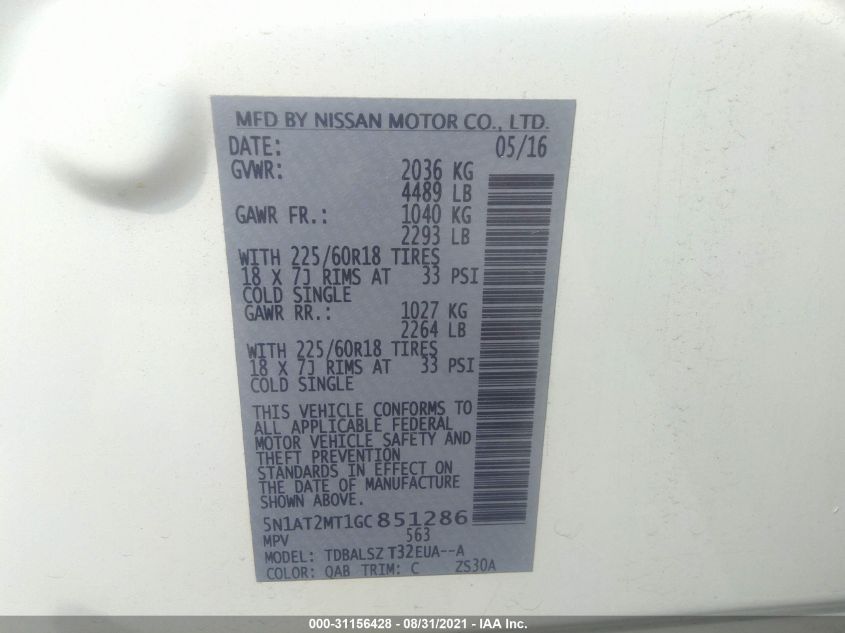 MFD BY NISSAN MOTOR CO., LTD.
DATE: 05/16
GVWR: 2036 KG
4489 LB
GAWR FR.: 1040 KG
2293 LB
WITH 225/60R18 TIRES
18 X 7J RIMS AT 33 PSI
COLD SINGLE
GAWR RR.: 1027 KG
2264 LB
WITH 225/60R18 TIRES
18 X 7J RIMS AT 33 PSI
COLD SINGLE
THIS VEHICLE CONFORMS TO
ALL APPLICABLE FEDERAL
MOTOR VEHICLE SAFETY AND
THEFT PREVENTION
STANDARDS IN EFFECT ON
THE DATE OF MANUFACTURE
SHOWN ABOVE.
5N1AT2MT1GC851286
MPV 563
MODEL: TDBALSZ T32EUA--A
COLOR: QAB TRIM: C ZS30A
000-31156428 - 08/31/2021 - IAA Inc.